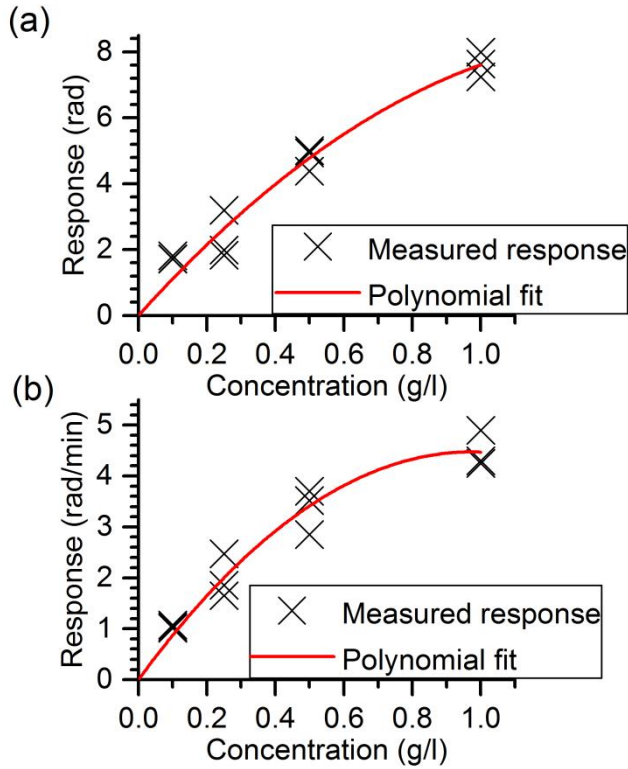 (a)
Response (rad)
8
6
4
2
0
Measured response
Polynomial fit
0.0 0.2 0.4 0.6 0.8 1.0
Concentration (g/l)
(b)
Response (rad/min)
5
4
3
2
1
0
Measured response
Polynomial fit
0.0 0.2 0.4 0.6 0.8 1.0
Concentration (g/l)